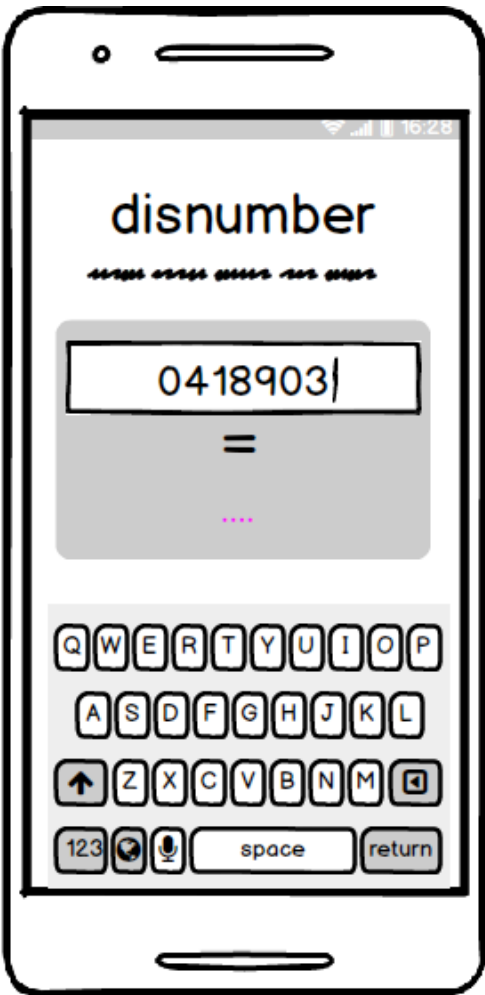 16:28
disnumber
0418903
=
....
Q W E R T Y U I O P
A S D F G H J K L
Z X C V B N M
123 space return